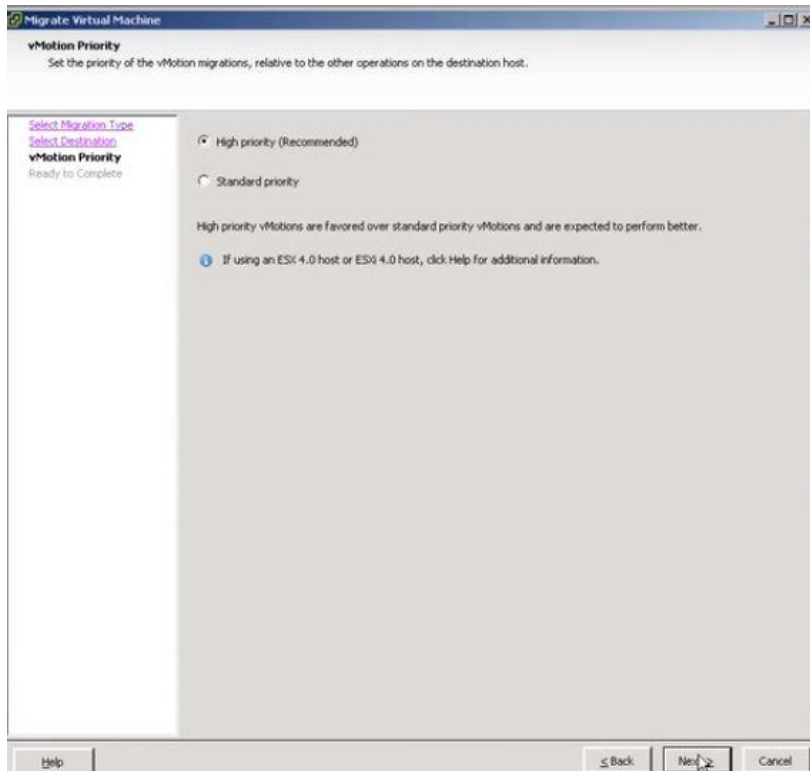 Migrate Virtual Machine
vMotion Priority
Set the priority of the vMotion migrations, relative to the other operations on the destination host.
Select Migration Type
Select Destination
vMotion Priority
Ready to Complete
High priority (Recommended)
Standard priority
High priority vMotions are favored over standard priority vMotions and are expected to perform better.
If using an ESX 4.0 host or ESXi 4.0 host, click Help for additional information.
Help
< Back
Next >
Cancel